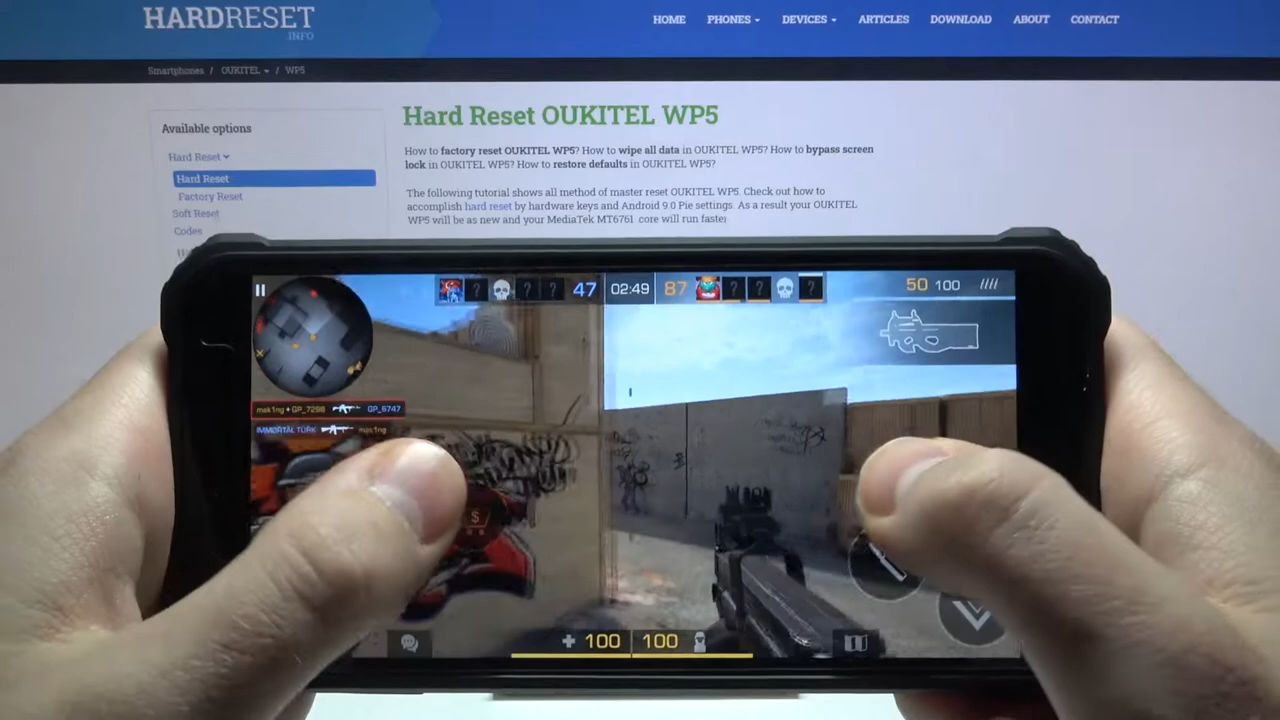 HARDRESET
.INFO
HOME PHONES DEVICES ARTICLES DOWNLOAD ABOUT CONTACT
Smartphones / OUKITEL / WP5
Available options
Hard Reset
Hard Reset
Factory Reset
Soft Reset
Codes
Hard Reset OUKITEL WP5
How to factory reset OUKITEL WP5? How to wipe all data in OUKITEL WP5? How to bypass screen
lock in OUKITEL WP5? How to restore defaults in OUKITEL WP5?
The following tutorial shows all method of master reset OUKITEL WP5. Check out how to
accomplish hard reset by hardware keys and Android 9.0 Pie settings. As a result your OUKITEL
WP5 will be as new and your MediaTek MT6761 core will run faster
? ? ? 47 02:49 87 ? ? ?
50 100
mak1ng + GP_7298 GP_6747
IMMORTAL TÜRK mak1ng
$
100 100